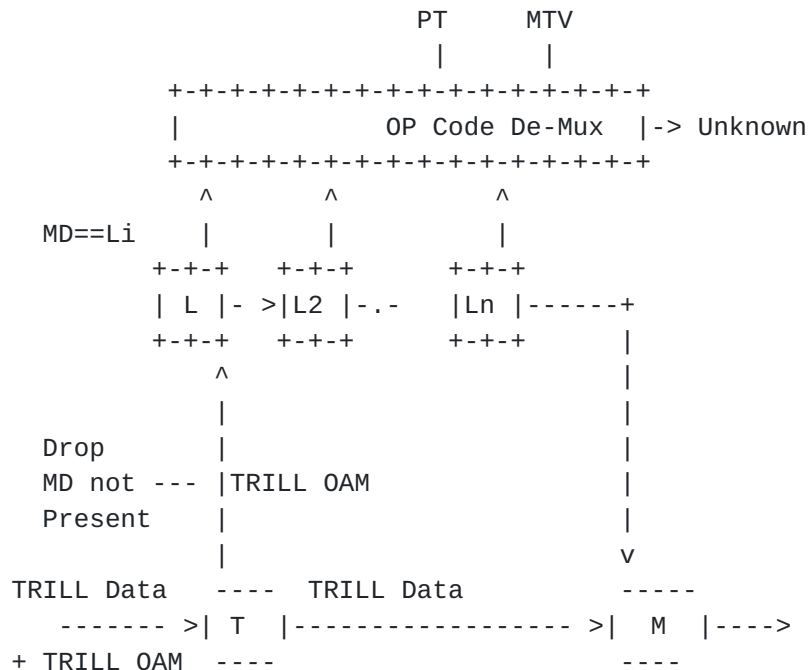 PT MTV
| |
+-+-+-+-+-+-+-+-+-+-+-+-+-+-+-+
| OP Code De-Mux |-> Unknown
+-+-+-+-+-+-+-+-+-+-+-+-+-+-+-+
^ ^ ^
MD==Li | | |
+-+-+ +-+-+ +-+-+
| L |- >|L2 |-.- |Ln |------+
+-+-+ +-+-+ +-+-+ |
^ |
| |
Drop | |
MD not --- |TRILL OAM |
Present | |
| v
TRILL Data ---- TRILL Data -----
------- >| T |------------------ >| M |---->
+ TRILL OAM ---- ----